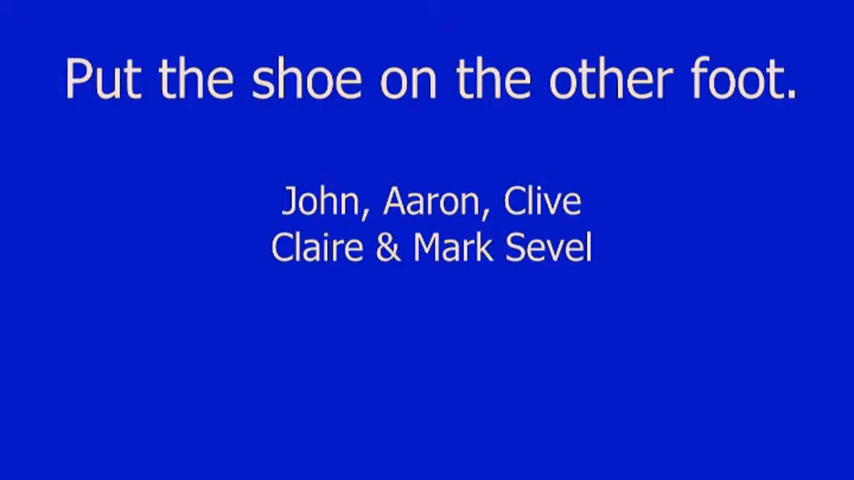 Put the shoe on the other foot.
John, Aaron, Clive
Claire & Mark Sevel